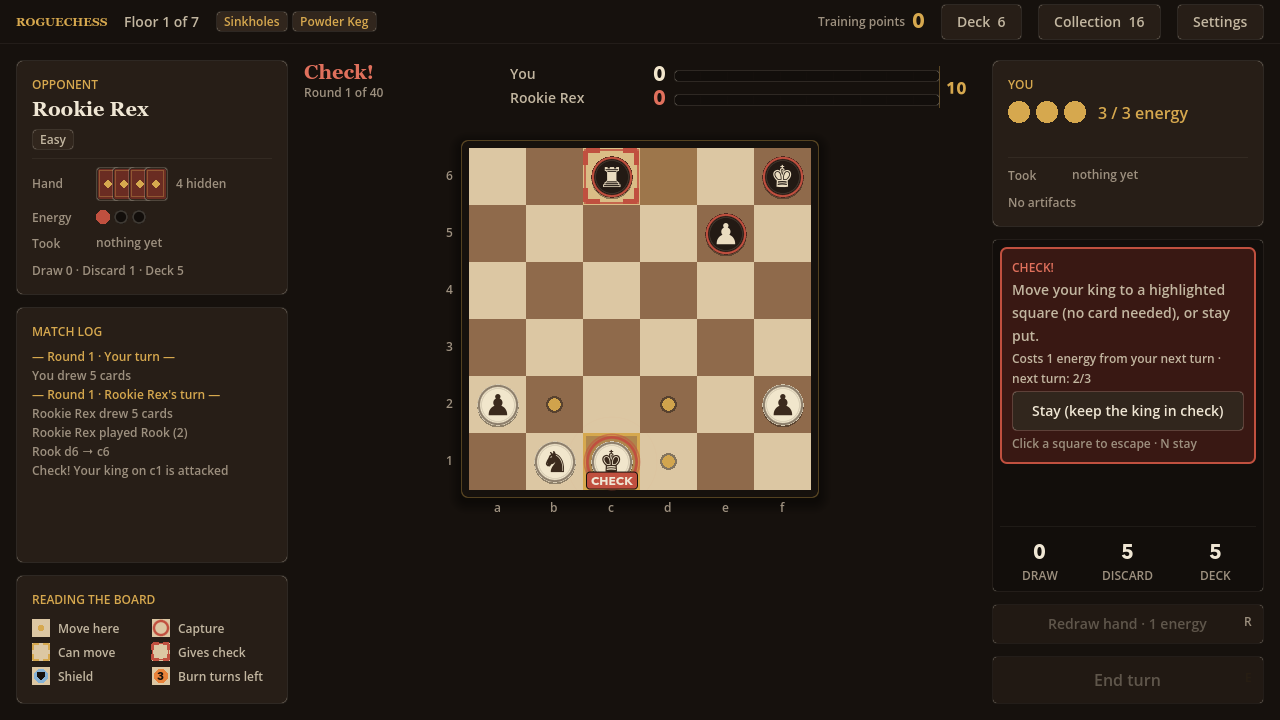 ROGUECHESS
Floor 1 of 7
Sinkholes
Powder Keg
Training points 0
Deck 6
Collection 16
Settings
OPPONENT
Rookie Rex
Easy
Hand
4 hidden
Energy
Took
nothing yet
Draw 0 · Discard 1 · Deck 5
MATCH LOG
— Round 1 · Your turn —
You drew 5 cards
— Round 1 · Rookie Rex's turn —
Rookie Rex drew 5 cards
Rookie Rex played Rook (2)
Rook d6 → c6
Check! Your king on c1 is attacked
READING THE BOARD
Move here
Capture
Can move
Gives check
Shield
3
Burn turns left
Check!
Round 1 of 40
You
0
Rookie Rex
0
10
6
5
4
3
2
1
CHECK
a
b
c
d
e
f
YOU
3 / 3 energy
Took
nothing yet
No artifacts
CHECK!
Move your king to a highlighted
square (no card needed), or stay
put.
Costs 1 energy from your next turn ·
next turn: 2/3
Stay (keep the king in check)
Click a square to escape · N stay
0
5
5
DRAW
DISCARD
DECK
Redraw hand · 1 energy
R
End turn